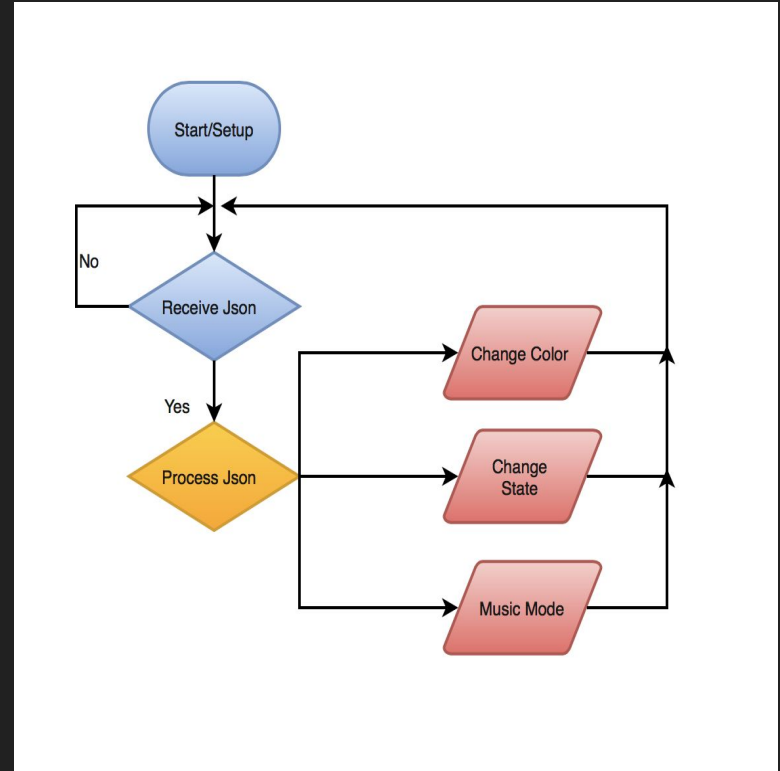 Start/Setup
No
Receive Json
Yes
Process Json
Change Color
Change
State
Music Mode